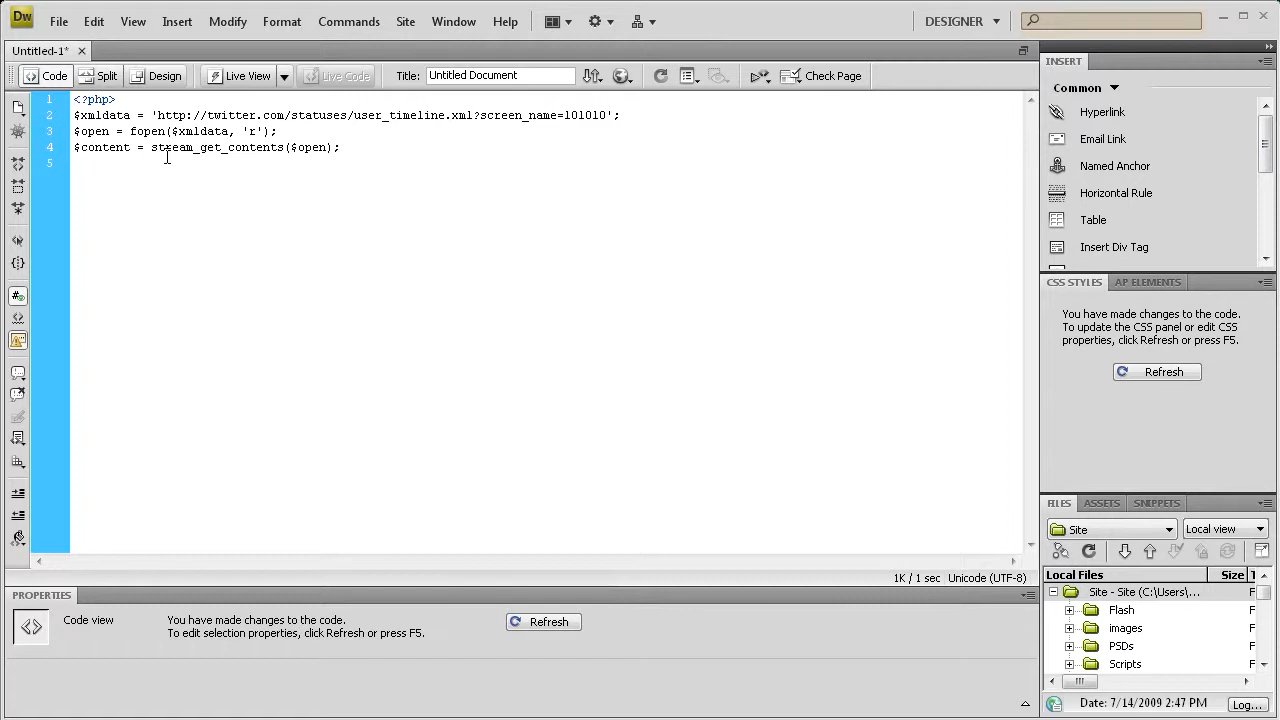 Dw File Edit View Insert Modify Format Commands Site Window Help DESIGNER
Untitled-1* INSERT
Code Split Design Live View Live Code Title: Untitled Document Check Page
Common
1 <?php>
2 $xmldata = 'http://twitter.com/statuses/user_timeline.xml?screen_name=101010';
3 $open = fopen($xmldata, 'r');
4 $content = stream_get_contents($open);
5
Hyperlink
Email Link
Named Anchor
Horizontal Rule
Table
Insert Div Tag
CSS STYLES AP ELEMENTS
You have made changes to the code.
To update the CSS panel or edit CSS
properties, click Refresh or press F5.
Refresh
FILES ASSETS SNIPPETS
Site Local view
Local Files Size T
Site - Site (C:\Users\... F
Flash F
images F
PSDs F
Scripts F
Date: 7/14/2009 2:47 PM Log...
1K / 1 sec Unicode (UTF-8)
PROPERTIES
Code view You have made changes to the code.
To edit selection properties, click Refresh or press F5.
Refresh